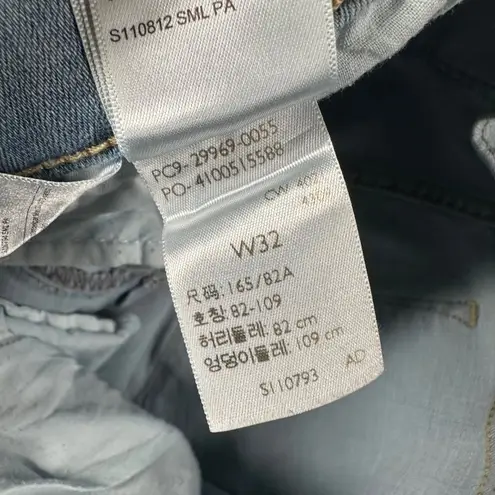 S110812 SML PA
PC9- 29969-0055
PO- 4100515588
CW 402
W32
尺码: 165/82A
호칭: 82-109
허리둘레: 82 cm
엉덩이둘레: 109 cm
AD
S110793